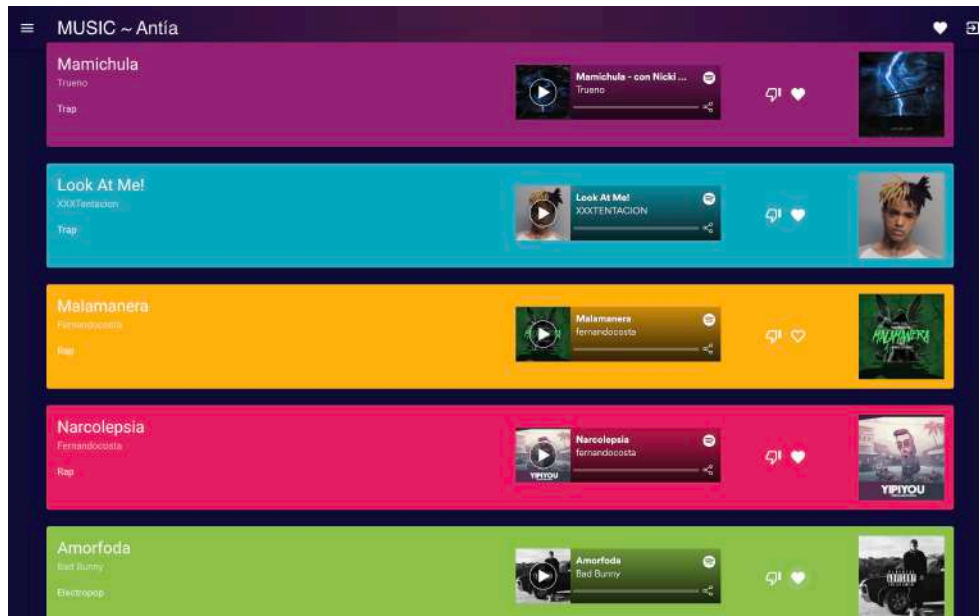 MUSIC ~ Antía
Mamichula
Trueno
Trap
Mamichula - con Nicki ...
Trueno
Look At Me!
XXXTentacion
Trap
Look At Me!
XXXTENTACION
Malamanera
Fernandocosta
Rap
Malamanera
fernandocosta
MALAMANERA
Narcolepsia
Fernandocosta
Rap
Narcolepsia
fernandocosta
YIPIYOU
YIPIYOU
Amorfoda
Bad Bunny
Electropop
Amorfoda
Bad Bunny